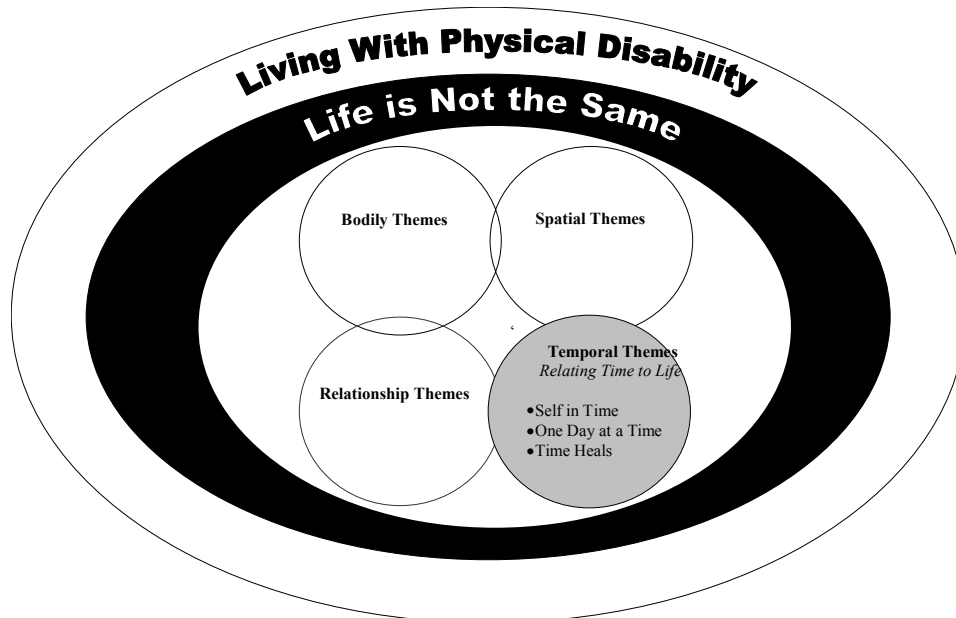 Living With Physical Disability
Life is Not the Same
Bodily Themes
Spatial Themes
Relationship Themes
Temporal Themes
Relating Time to Life
•Self in Time
•One Day at a Time
•Time Heals